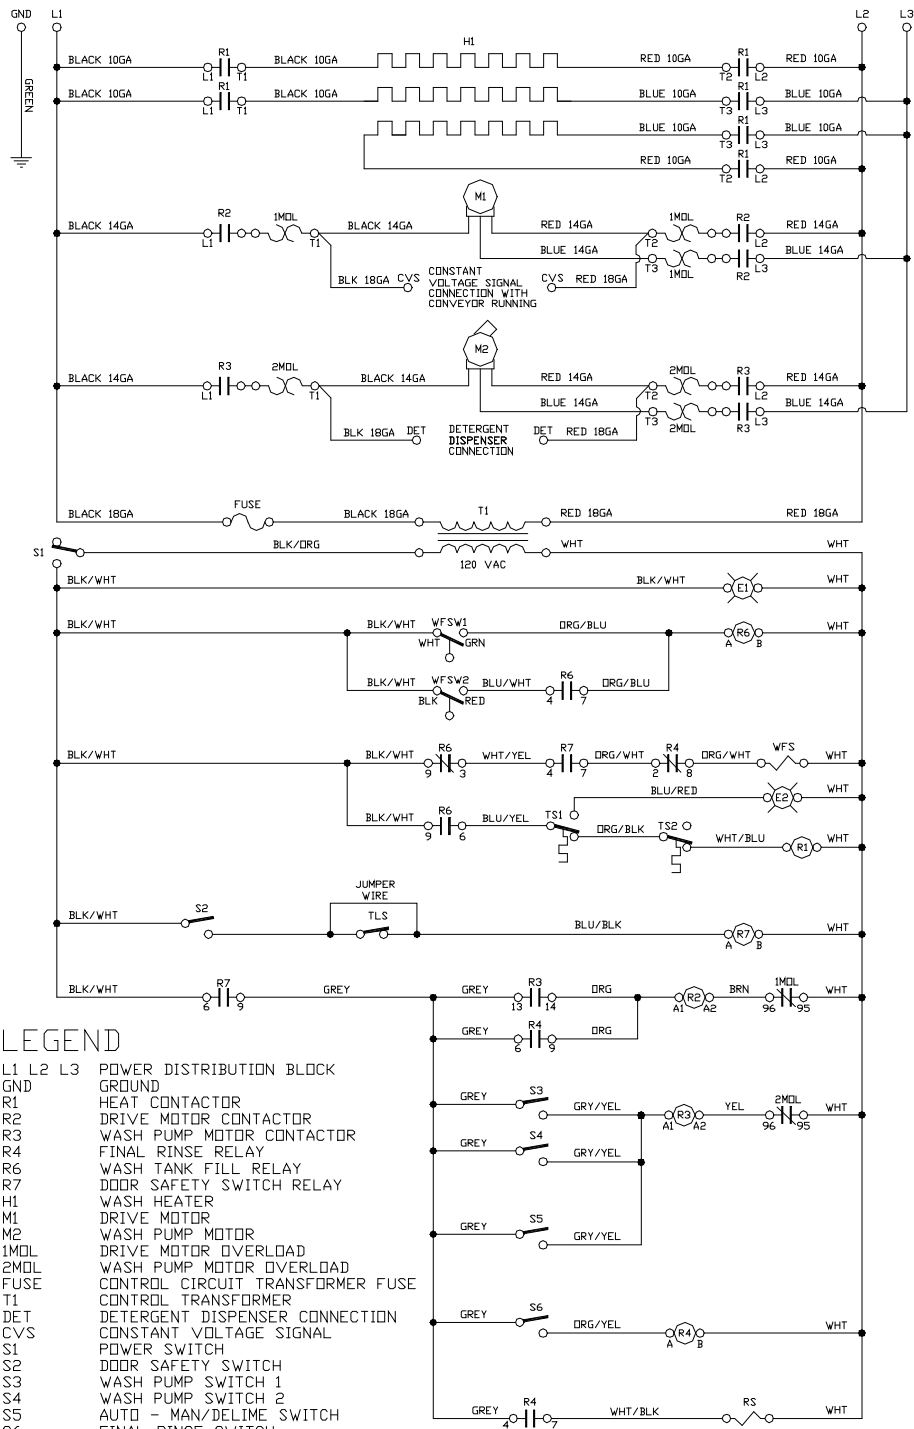 GND L1 L2 L3
H1
BLACK 10GA R1 BLACK 10GA RED 10GA R1 RED 10GA
L1 T1 T2 L2
GREEN
BLACK 10GA R1 BLACK 10GA BLUE 10GA R1 BLUE 10GA
L1 T1 T3 L3
BLUE 10GA R1 BLUE 10GA
T3 L3
RED 10GA R1 RED 10GA
T2 L2
M1
BLACK 14GA R2 1MOL BLACK 14GA RED 14GA 1MOL R2 RED 14GA
L1 T1 T2 L2
BLUE 14GA BLUE 14GA
T3 1MOL R2 L3
BLK 18GA CVS CONSTANT VOLTAGE SIGNAL CONNECTION WITH CONVEYOR RUNNING CVS RED 18GA
M2
BLACK 14GA R3 2MOL BLACK 14GA RED 14GA 2MOL R3 RED 14GA
L1 T1 T2 L2
BLUE 14GA BLUE 14GA
T3 2MOL R3 L3
BLK 18GA DET DETERGENT DISPENSER CONNECTION DET RED 18GA
FUSE
BLACK 18GA BLACK 18GA T1 RED 18GA RED 18GA
S1 BLK/ORG WHT WHT
120 VAC
BLK/WHT BLK/WHT E1 WHT
BLK/WHT BLK/WHT WFSW1 ORG/BLU R6 WHT
WHT GRN A B
BLK/WHT WFSW2 BLU/WHT R6 ORG/BLU
BLK RED 4 7
BLK/WHT BLK/WHT R6 WHT/YEL R7 ORG/WHT R4 ORG/WHT WFS WHT
9 3 4 7 2 8
BLU/RED E2 WHT
BLK/WHT R6 BLU/YEL TS1 ORG/BLK TS2 WHT/BLU R1 WHT
9 6
JUMPER
WIRE
BLK/WHT S2 TLS BLU/BLK R7 WHT
A B
BLK/WHT R7 GREY GREY R3 ORG R2 BRN 1MOL WHT
6 9 13 14 A1 A2 96 95
GREY R4 ORG
6 9
GREY S3 GRY/YEL R3 YEL 2MOL WHT
A1 A2 96 95
GREY S4 GRY/YEL
GREY S5 GRY/YEL
GREY S6 ORG/YEL R4 WHT
A B
GREY R4 WHT/BLK RS WHT
4 7
LEGEND
L1 L2 L3 POWER DISTRIBUTION BLOCK
GND GROUND
R1 HEAT CONTACTOR
R2 DRIVE MOTOR CONTACTOR
R3 WASH PUMP MOTOR CONTACTOR
R4 FINAL RINSE RELAY
R6 WASH TANK FILL RELAY
R7 DOOR SAFETY SWITCH RELAY
H1 WASH HEATER
M1 DRIVE MOTOR
M2 WASH PUMP MOTOR
1MOL DRIVE MOTOR OVERLOAD
2MOL WASH PUMP MOTOR OVERLOAD
FUSE CONTROL CIRCUIT TRANSFORMER FUSE
T1 CONTROL TRANSFORMER
DET DETERGENT DISPENSER CONNECTION
CVS CONSTANT VOLTAGE SIGNAL
S1 POWER SWITCH
S2 DOOR SAFETY SWITCH
S3 WASH PUMP SWITCH 1
S4 WASH PUMP SWITCH 2
S5 AUTO - MAN/DELIME SWITCH